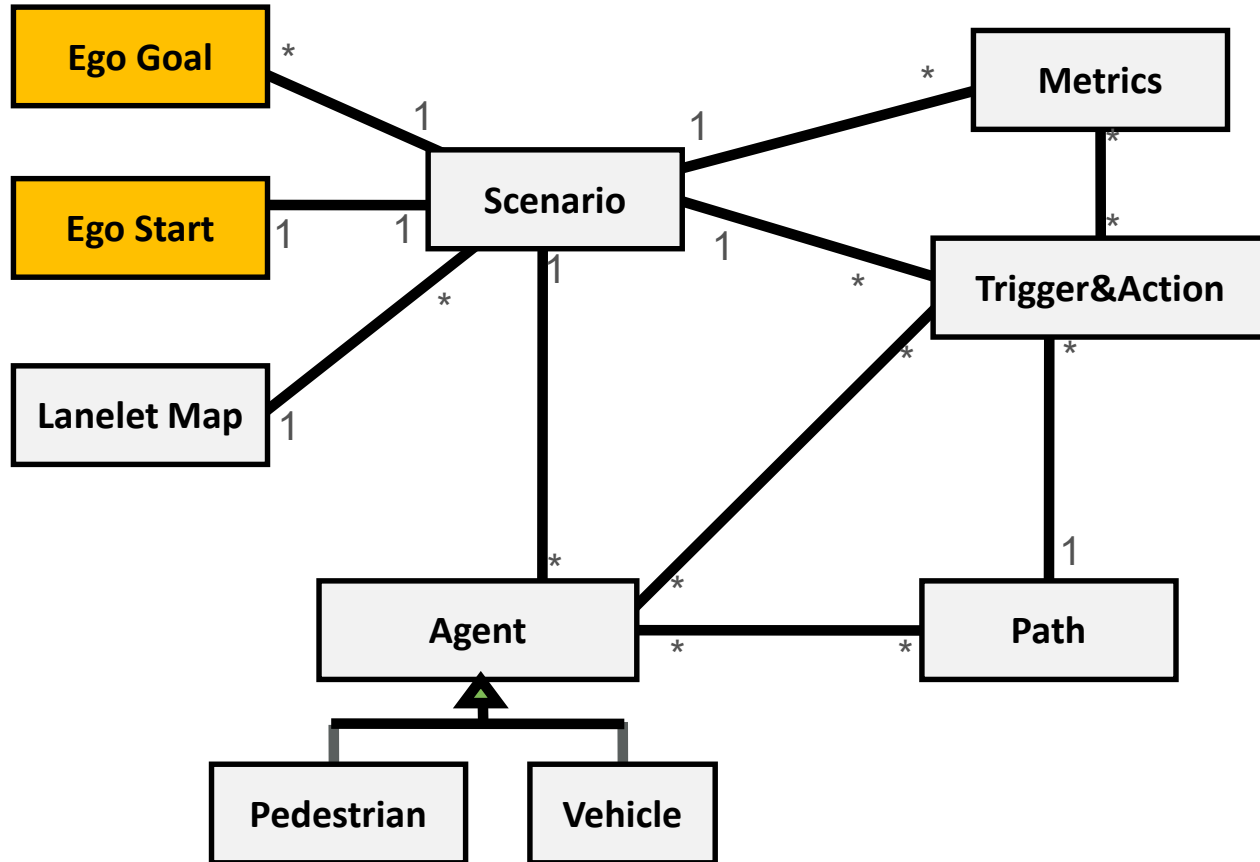 Ego Goal
*
1
Metrics
*
1
*
Scenario
Ego Start
1
1
1
*
*
1
*
Trigger&Action
Lanelet Map
1
*
*
*
1
Agent
*
*
*
*
Path
Pedestrian
Vehicle